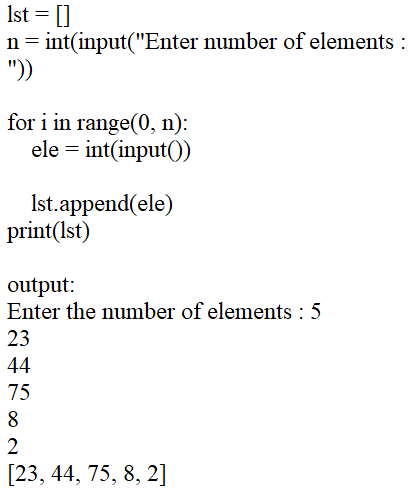 lst = []
n = int(input("Enter number of elements :
"))
for i in range(0, n):
ele = int(input())
lst.append(ele)
print(lst)
output:
Enter the number of elements : 5
23
44
75
8
2
[23, 44, 75, 8, 2]